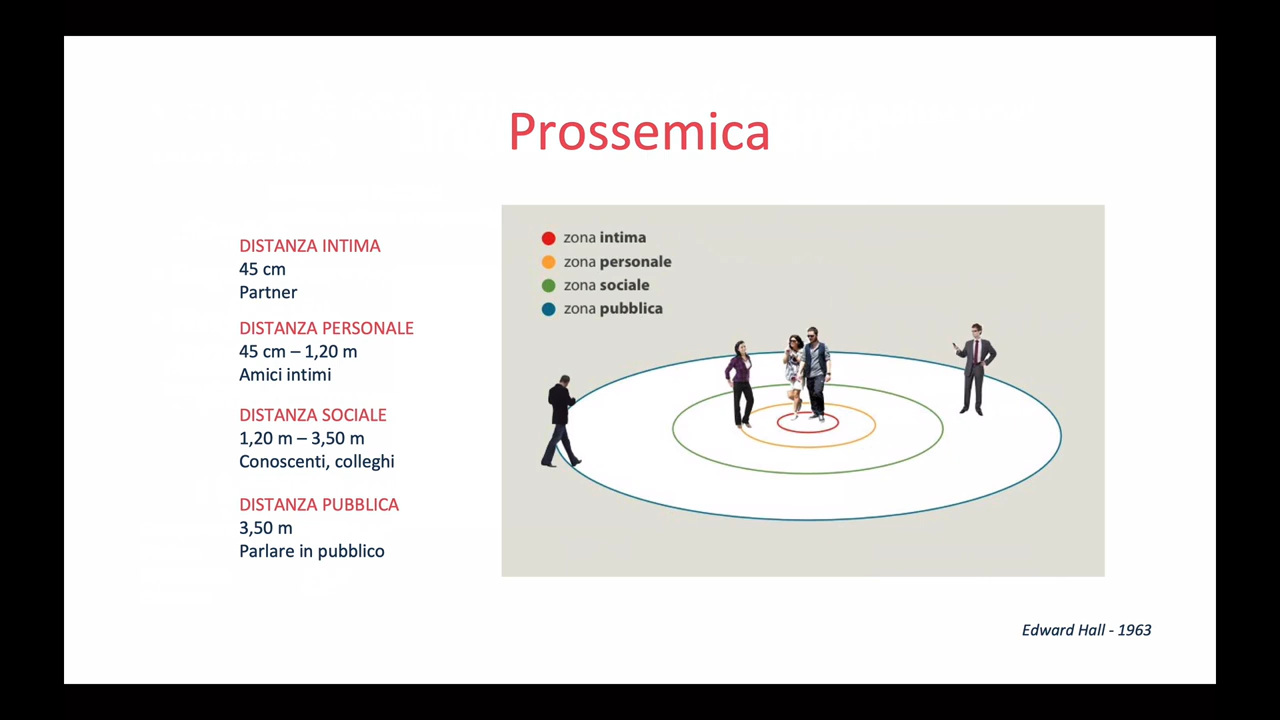 Prossemica
DISTANZA INTIMA
45 cm
Partner
DISTANZA PERSONALE
45 cm – 1,20 m
Amici intimi
DISTANZA SOCIALE
1,20 m – 3,50 m
Conoscenti, colleghi
DISTANZA PUBBLICA
3,50 m
Parlare in pubblico
zona intima
zona personale
zona sociale
zona pubblica
Edward Hall - 1963